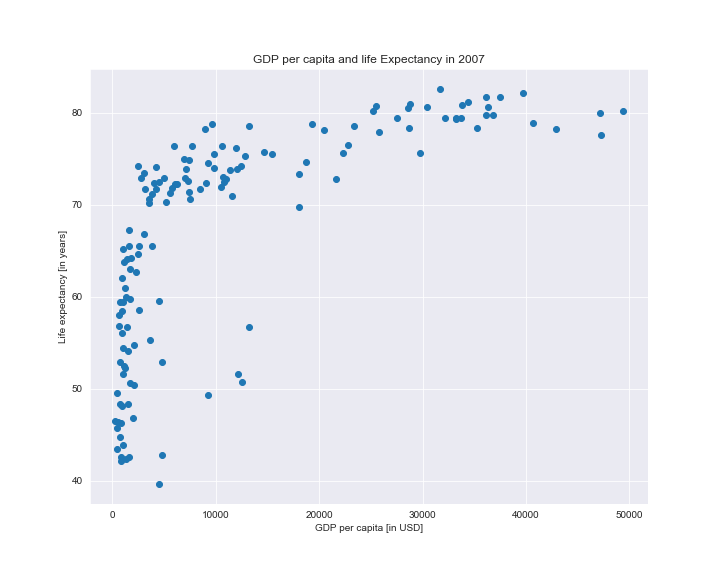 GDP per capita and life Expectancy in 2007
80
70
60
50
40
Life expectancy [in years]
0 10000 20000 30000 40000 50000
GDP per capita [in USD]